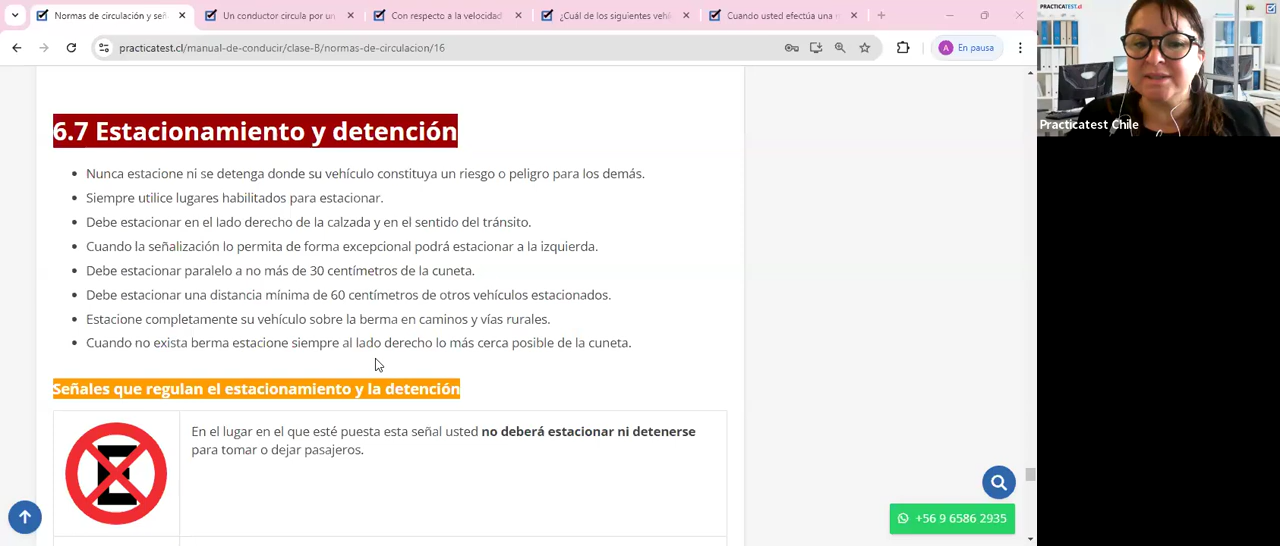 Normas de circulación y seña
Un conductor circula por un
Con respecto a la velocidad
¿Cuál de los siguientes vehí
Cuando usted efectúa una
practicatest.cl/manual-de-conducir/clase-B/normas-de-circulacion/16
A En pausa
PRACTICATEST.cl
Practicatest Chile
6.7 Estacionamiento y detención
Nunca estacione ni se detenga donde su vehículo constituya un riesgo o peligro para los demás.
Siempre utilice lugares habilitados para estacionar.
Debe estacionar en el lado derecho de la calzada y en el sentido del tránsito.
Cuando la señalización lo permita de forma excepcional podrá estacionar a la izquierda.
Debe estacionar paralelo a no más de 30 centímetros de la cuneta.
Debe estacionar una distancia mínima de 60 centímetros de otros vehículos estacionados.
Estacione completamente su vehículo sobre la berma en caminos y vías rurales.
Cuando no exista berma estacione siempre al lado derecho lo más cerca posible de la cuneta.
Señales que regulan el estacionamiento y la detención
E
En el lugar en el que esté puesta esta señal usted no deberá estacionar ni detenerse
para tomar o dejar pasajeros.
+56 9 6586 2935